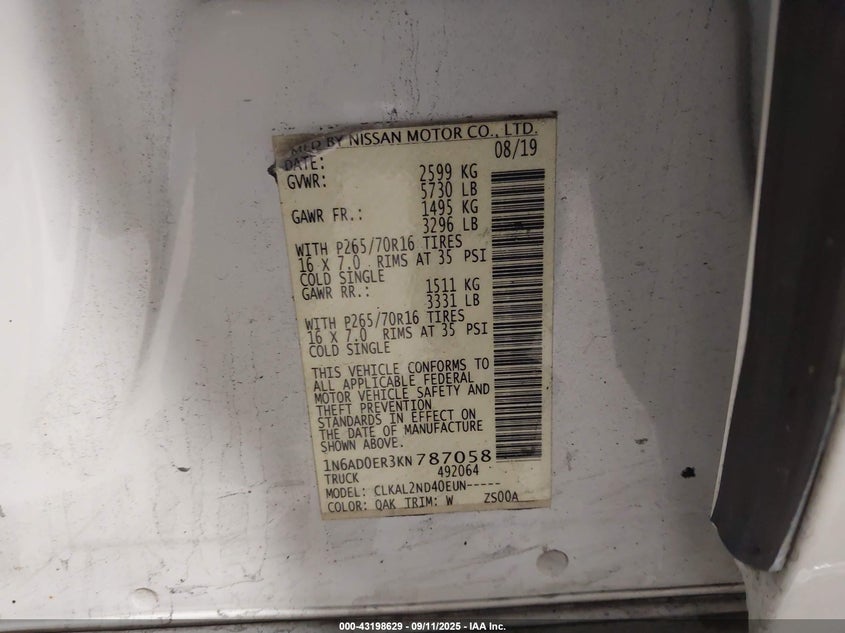 MFD BY NISSAN MOTOR CO., LTD.
DATE: 08/19
GVWR: 2599 KG
5730 LB
GAWR FR.: 1495 KG
3296 LB
WITH P265/70R16 TIRES
16 X 7.0 RIMS AT 35 PSI
COLD SINGLE
GAWR RR.: 1511 KG
3331 LB
WITH P265/70R16 TIRES
16 X 7.0 RIMS AT 35 PSI
COLD SINGLE
THIS VEHICLE CONFORMS TO
ALL APPLICABLE FEDERAL
MOTOR VEHICLE SAFETY AND
THEFT PREVENTION
STANDARDS IN EFFECT ON
THE DATE OF MANUFACTURE
SHOWN ABOVE.
1N6AD0ER3KN787058
TRUCK 492064
MODEL: CLKAL2ND40EUN-----
COLOR: QAK TRIM: W ZS00A
000-43198629 - 09/11/2025 - IAA Inc.